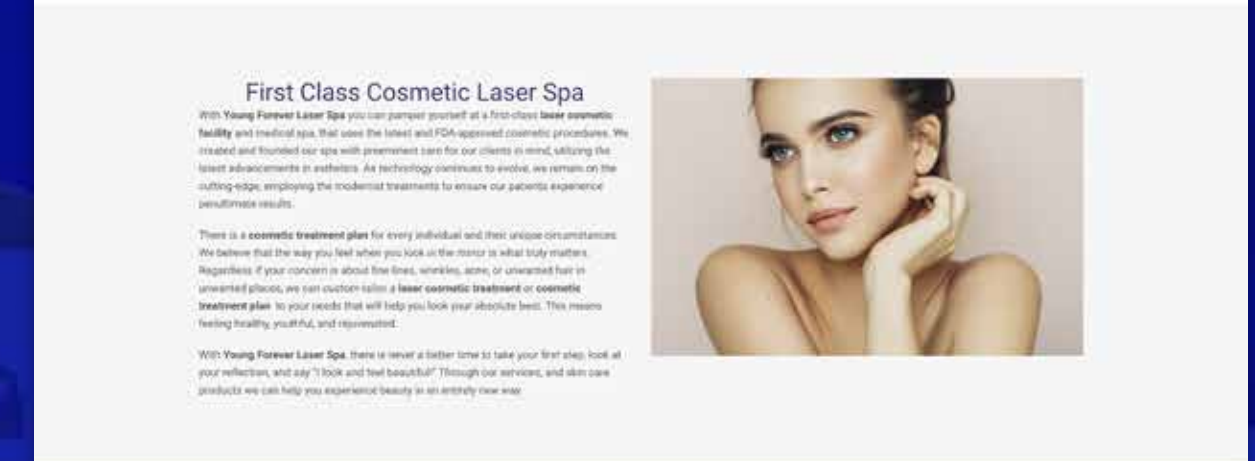 First Class Cosmetic Laser Spa
With Young Forever Laser Spa you can pamper yourself at a first-class laser cosmetic
facility and medical spa, that uses the latest and FDA-approved cosmetic procedures. We
created and founded our spa with preeminent care for our clients in mind, utilizing the
latest advancements in esthetics. As technology continues to evolve, we remain on the
cutting-edge, employing the modernist treatments to ensure our patients experience
penultimate results.
There is a cosmetic treatment plan for every individual and their unique circumstances.
We believe that the way you feel when you look in the mirror is what truly matters.
Regardless if your concern is about fine lines, wrinkles, acne, or unwanted hair in
unwanted places, we can custom-tailor a laser cosmetic treatment or cosmetic
treatment plan to your needs that will help you look your absolute best. This means
feeling healthy, youthful, and rejuvenated.
With Young Forever Laser Spa, there is never a better time to take your first step, look at
your reflection, and say "I look and feel beautiful!" Through our services, and skin care
products we can help you experience beauty in an entirely new way.